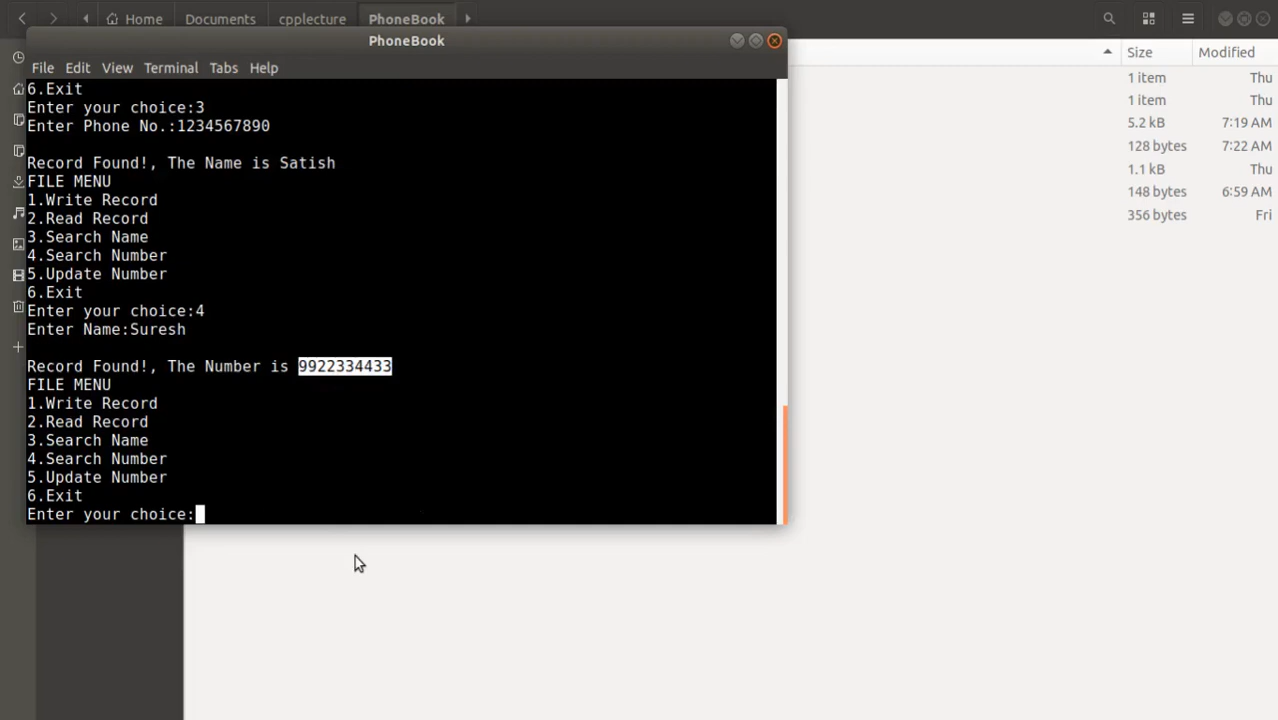 Home Documents cpplecture PhoneBook
PhoneBook
File Edit View Terminal Tabs Help
Size Modified
6.Exit
Enter your choice:3
Enter Phone No.:1234567890
Record Found!, The Name is Satish
FILE MENU
1.Write Record
2.Read Record
3.Search Name
4.Search Number
5.Update Number
6.Exit
Enter your choice:4
Enter Name:Suresh
Record Found!, The Number is 9922334433
FILE MENU
1.Write Record
2.Read Record
3.Search Name
4.Search Number
5.Update Number
6.Exit
Enter your choice:
1 item Thu
1 item Thu
5.2 kB 7:19 AM
128 bytes 7:22 AM
1.1 kB Thu
148 bytes 6:59 AM
356 bytes Fri